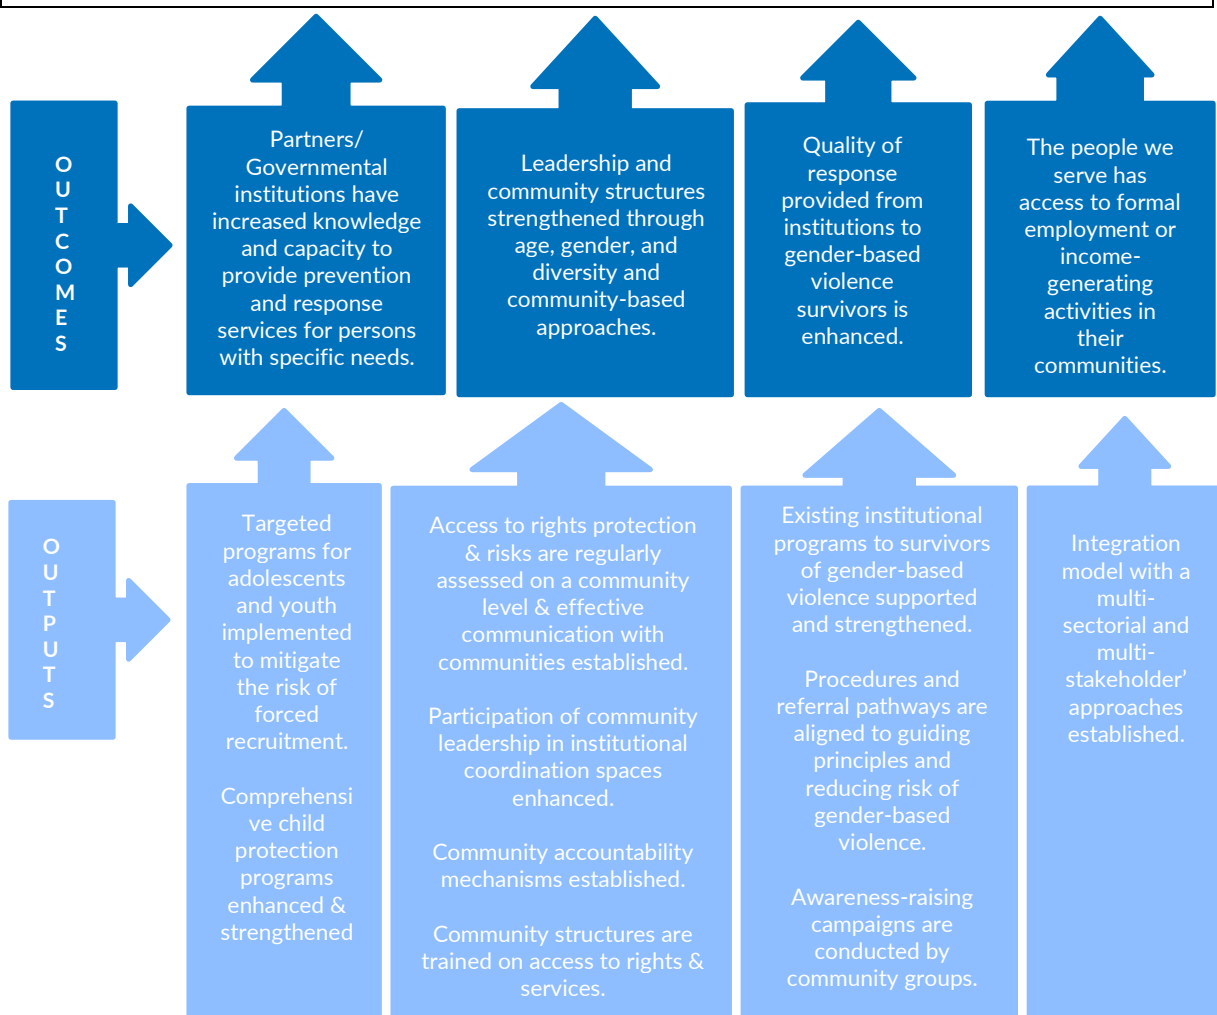 O
U
T
C
O
M
E
S
Partners/
Governmental
institutions have
increased knowledge
and capacity to
provide prevention
and response
services for persons
with specific needs.
Leadership and
community structures
strengthened through
age, gender, and
diversity and
community-based
approaches.
Quality of
response
provided from
institutions to
gender-based
violence
survivors is
enhanced.
The people we
serve has
access to formal
employment or
income-
generating
activities in
their
communities.
O
U
T
P
U
T
S
Targeted
programs for
adolescents
and youth
implemented
to mitigate
the risk of
forced
recruitment.
Comprehensi
ve child
protection
programs
enhanced &
strengthened
Access to rights protection
& risks are regularly
assessed on a community
level & effective
communication with
communities established.
Participation of community
leadership in institutional
coordination spaces
enhanced.
Community accountability
mechanisms established.
Community structures are
trained on access to rights &
services.
Existing institutional
programs to survivors
of gender-based
violence supported
and strengthened.
Procedures and
referral pathways are
aligned to guiding
principles and
reducing risk of
gender-based
violence.
Awareness-raising
campaigns are
conducted by
community groups.
Integration
model with a
multi-
sectorial and
multi-
stakeholder’
approaches
established.